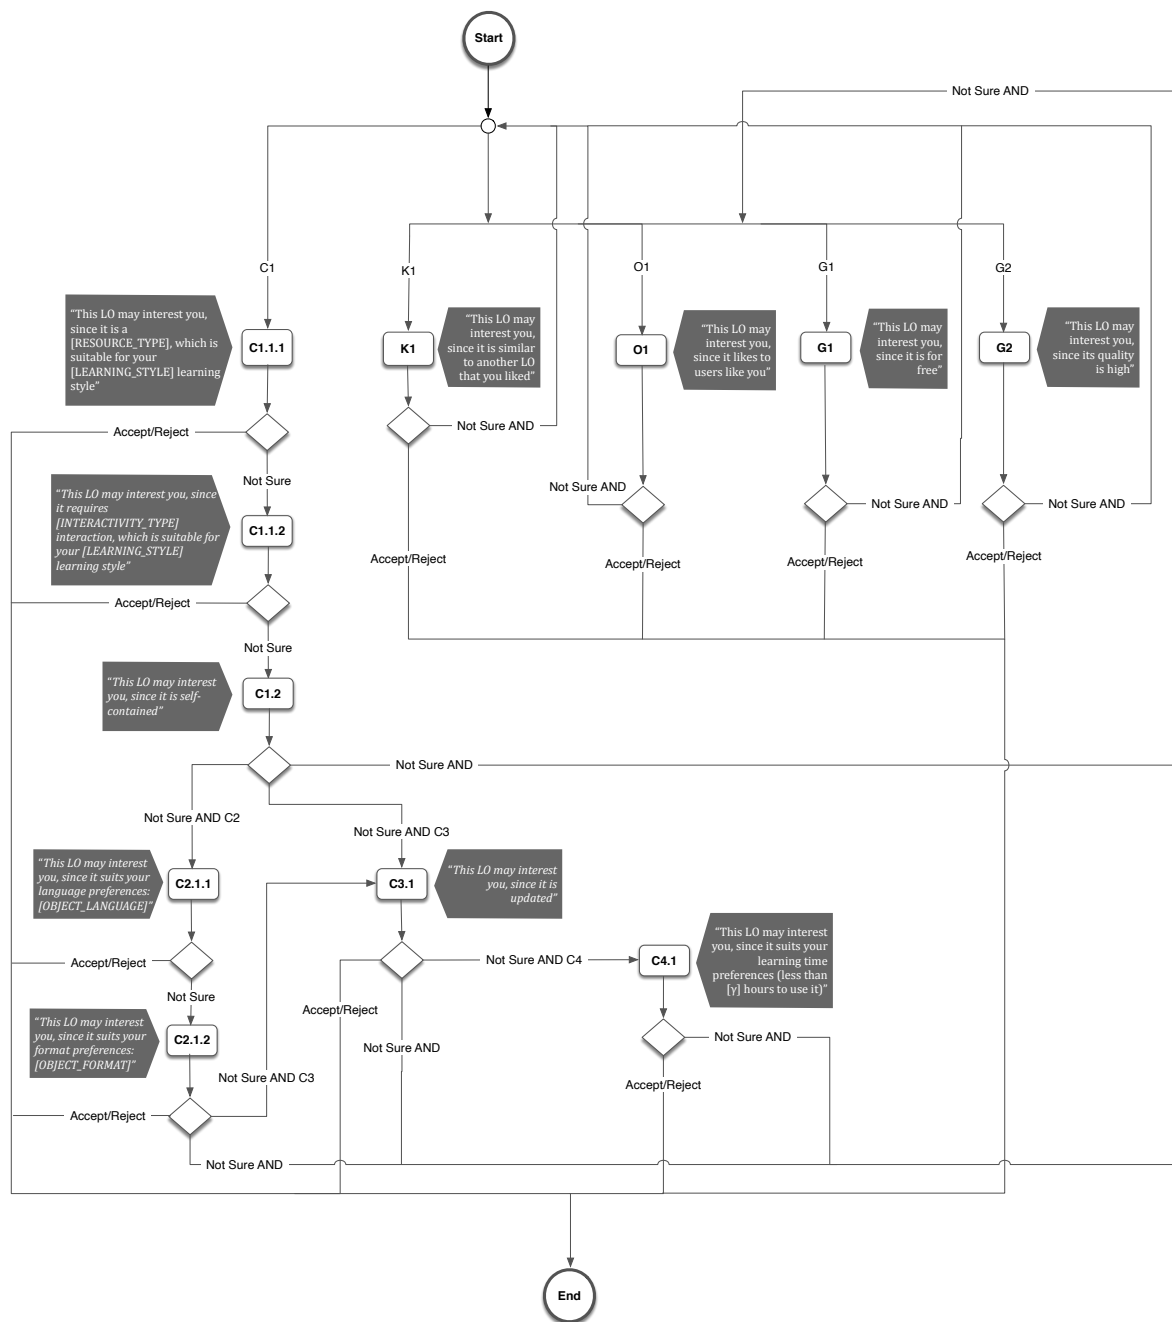 Start
Not Sure AND
C1
K1
O1
G1
G2
“This LO may interest you,
since it is a
[RESOURCE_TYPE], which is
suitable for your
[LEARNING_STYLE] learning
style”
C1.1.1
K1
“This LO may
interest you,
since it is similar
to another LO
that you liked
O1
“This LO may
interest you,
since it likes to
users like you”
G1
“This LO may
interest you,
since it is for
free”
G2
“This LO may
interest you,
since its quality
is high”
Accept/Reject
Not Sure AND
Not Sure
Not Sure AND
Not Sure AND
Not Sure AND
“This LO may interest you, since
it requires
[INTERACTIVITY_TYPE]
interaction, which is suitable for
your [LEARNING_STYLE]
learning style”
C1.1.2
Accept/Reject
Accept/Reject
Accept/Reject
Accept/Reject
Accept/Reject
Not Sure
“This LO may interest
you, since it is self-
contained”
C1.2
Not Sure AND
Not Sure AND C2
Not Sure AND C3
“This LO may interest
you, since it suits your
language preferences:
[OBJECT_LANGUAGE]”
C2.1.1
C3.1
“This LO may interest
you, since it is
updated”
Accept/Reject
Not Sure AND C4
C4.1
“This LO may interest
you, since it suits your
learning time
preferences (less than
[γ] hours to use it)”
Not Sure
Accept/Reject
“This LO may interest
you, since it suits your
format preferences:
[OBJECT_FORMAT]”
C2.1.2
Not Sure AND
Not Sure AND
Not Sure AND C3
Accept/Reject
Accept/Reject
Not Sure AND
End